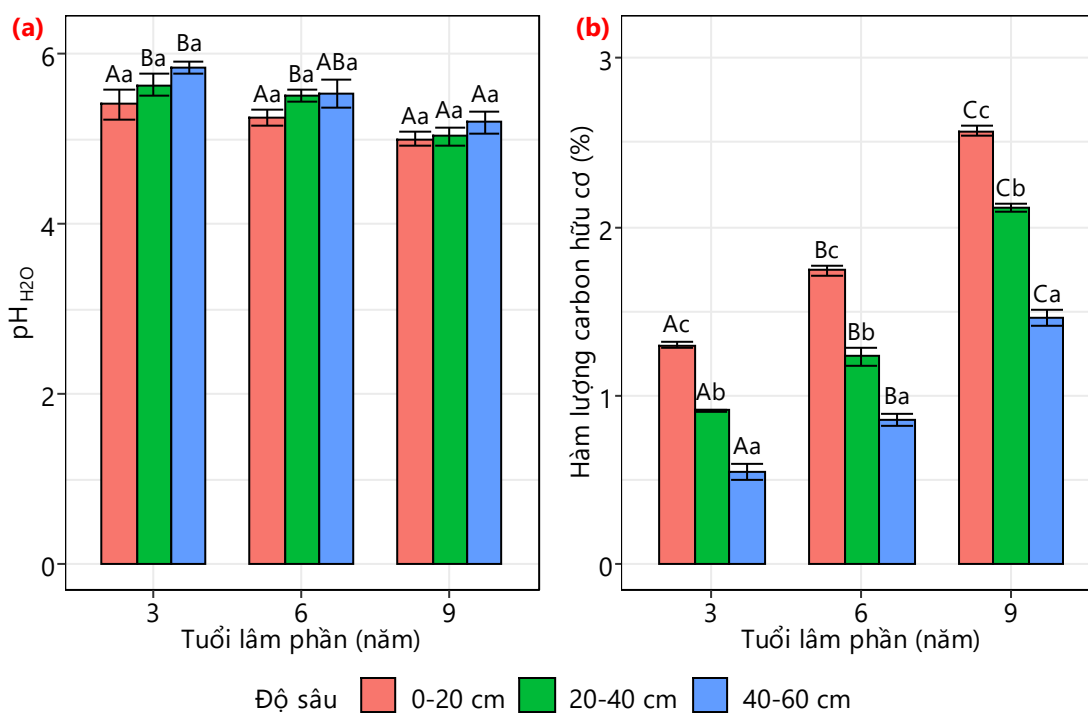 (a)
6
4
2
0
pH H2O
Aa
Ba
Ba
Aa
Ba
ABa
Aa
Aa
Aa
3
6
9
Tuổi lâm phần (năm)
(b)
3
2
1
0
Hàm lượng carbon hữu cơ (%)
Ac
Ab
Aa
Bc
Bb
Ba
Cc
Cb
Ca
3
6
9
Tuổi lâm phần (năm)
Độ sâu 0-20 cm 20-40 cm 40-60 cm